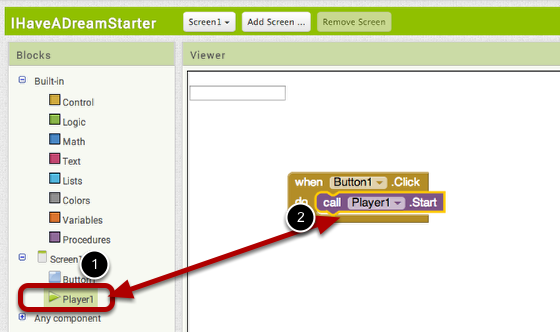 IHaveADreamStarter
Screen1 Add Screen ... Remove Screen
Blocks
Viewer
Built-in
Control
Logic
Math
Text
Lists
Colors
Variables
Procedures
Screen1
Button1
Player1
Any component
when Button1 .Click
do call Player1 .Start
1
2